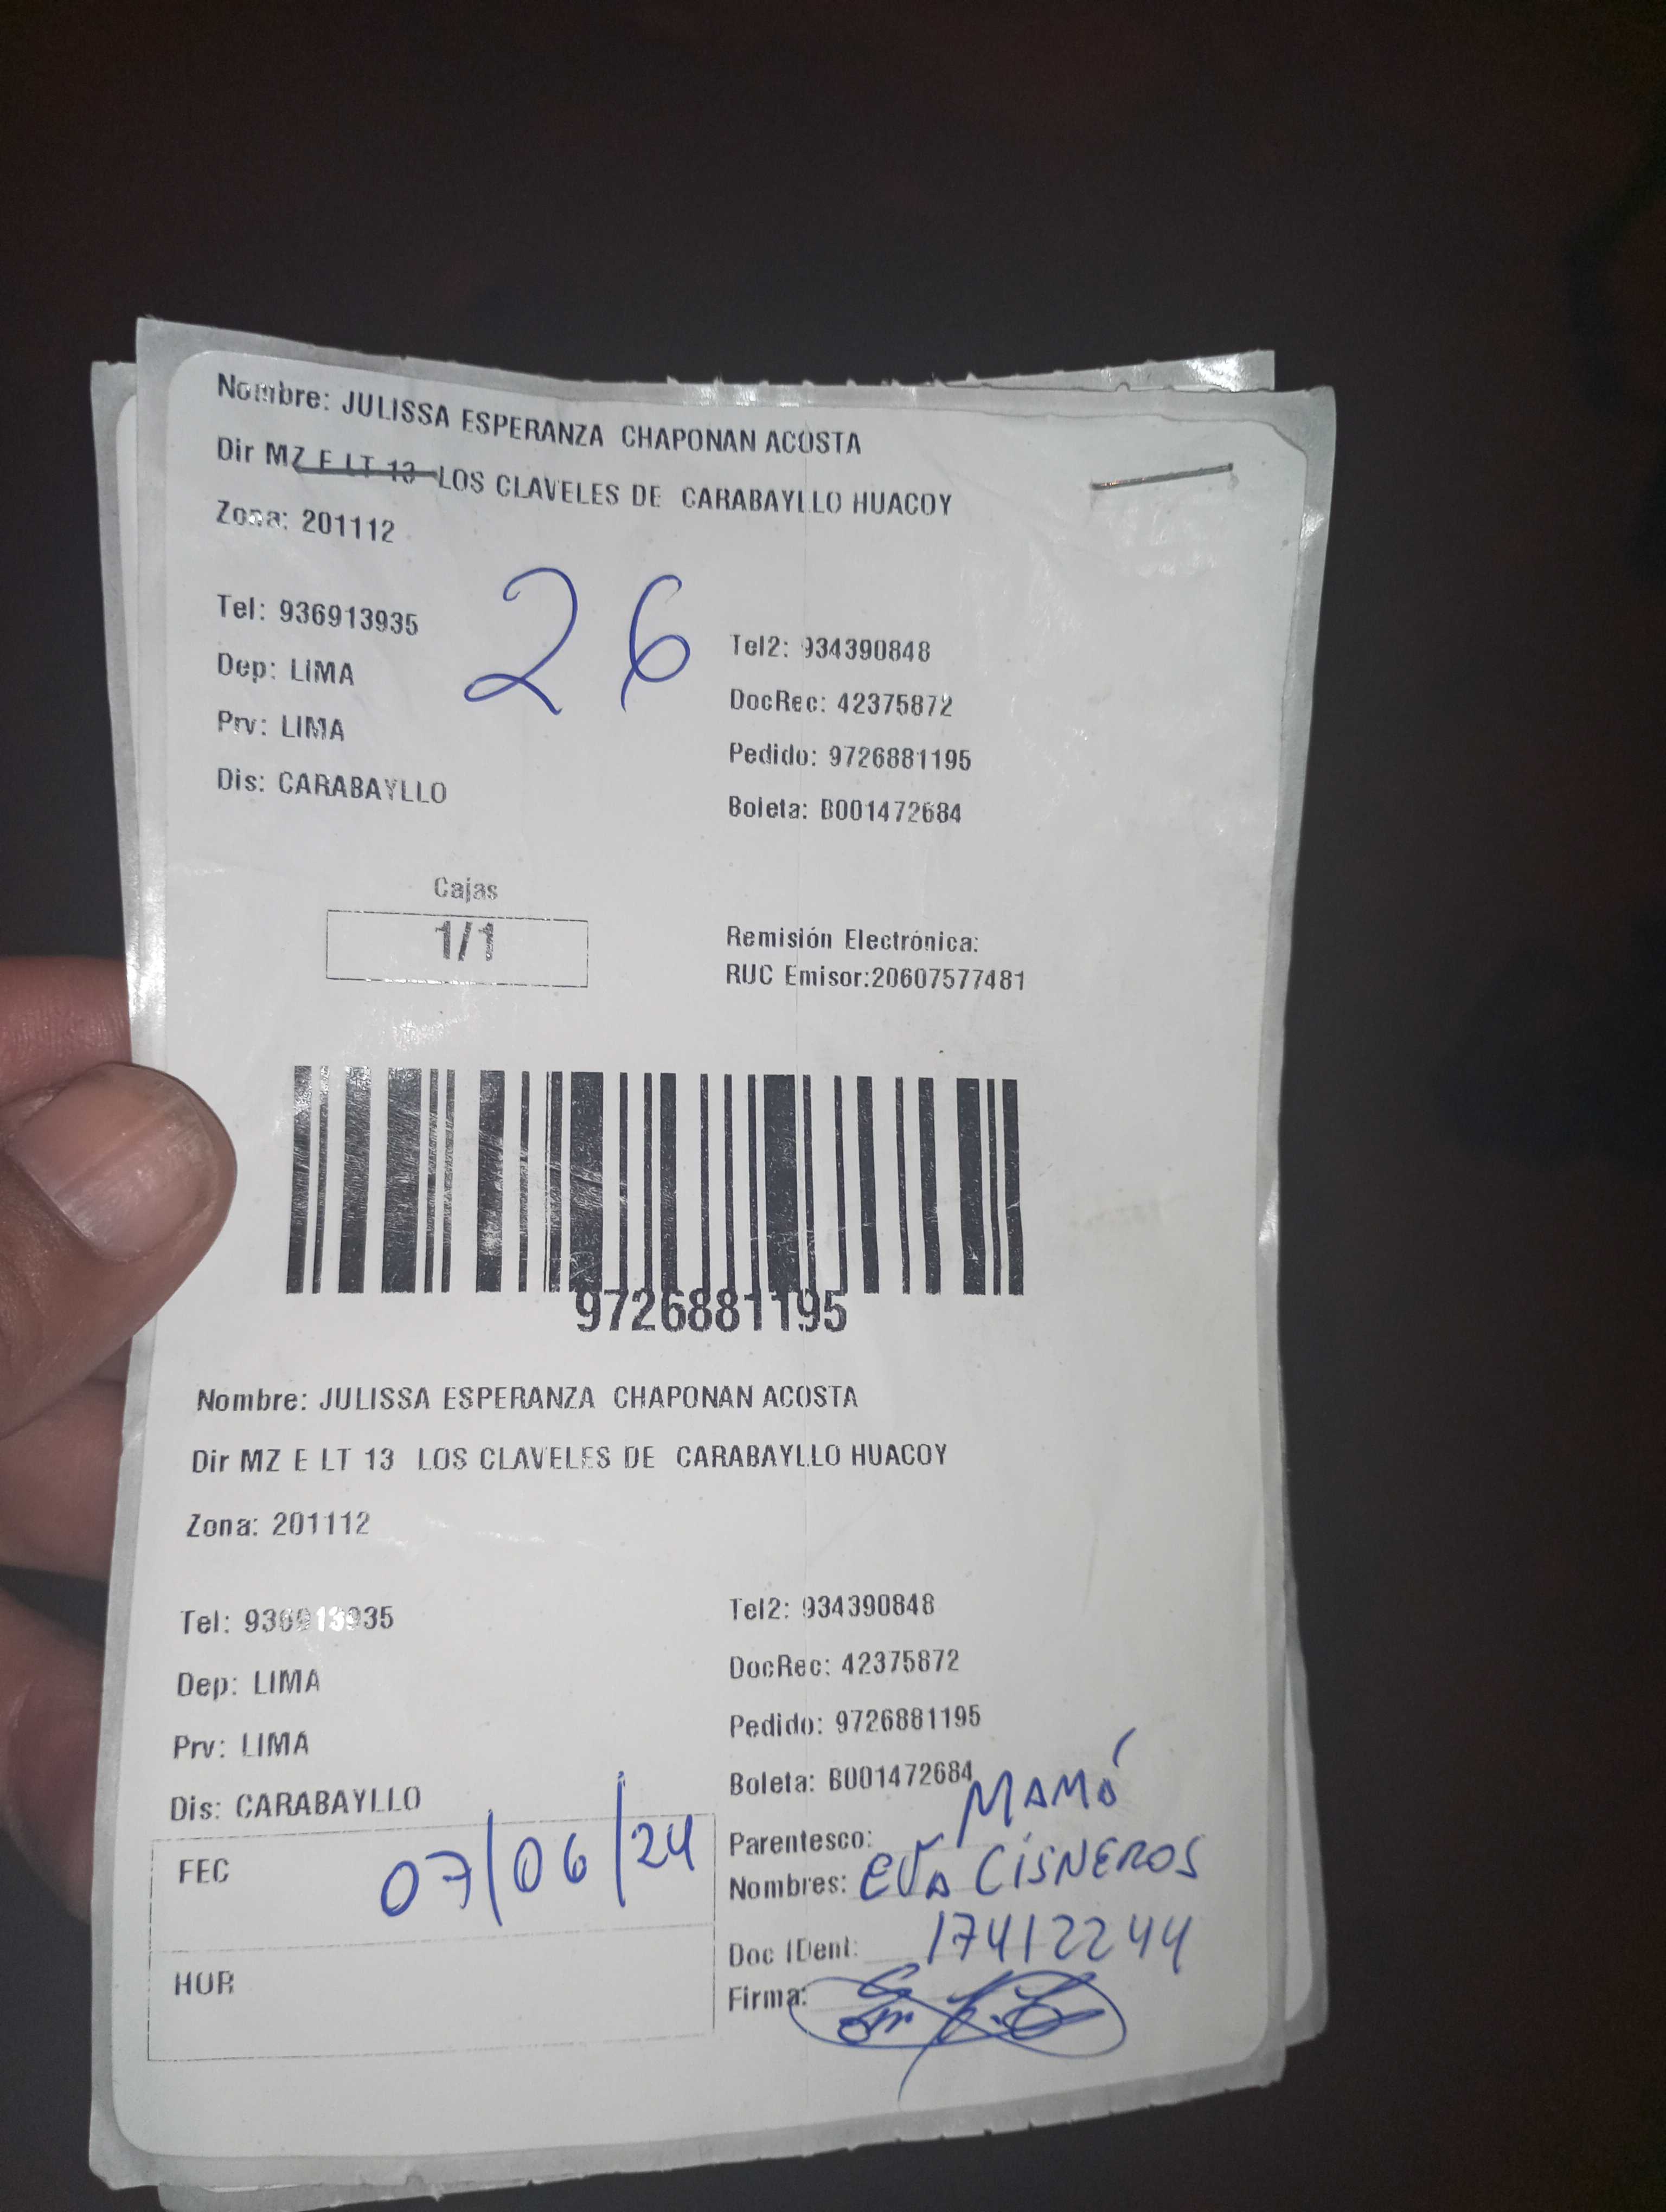 Nombre: JULISSA ESPERANZA CHAPONAN ACOSTA
Dir MZ E LT 13 LOS CLAVELES DE CARABAYLLO HUACOY
Zona: 201112
26
Tel: 936913935
Tel2: 934390848
Dep: LIMA
DocRec: 42375872
Prv: LIMA
Pedido: 9726881195
Dis: CARABAYLLO
Boleta: B001472684
Cajas
1/1
Remisión Electrónica:
RUC Emisor:20607577481
9726881195
Nombre: JULISSA ESPERANZA CHAPONAN ACOSTA
Dir MZ E LT 13 LOS CLAVELES DE CARABAYLLO HUACOY
Zona: 201112
Tel: 936913935
Tel2: 934390848
Dep: LIMA
DocRec: 42375872
Prv: LIMA
Pedido: 9726881195
Dis: CARABAYLLO
Boleta: B001472684
FEC 07/06/24
Parentesco: MAMÁ
Nombres: EVA CISNEROS
Doc IDent: 17412244
HOR
Firma: